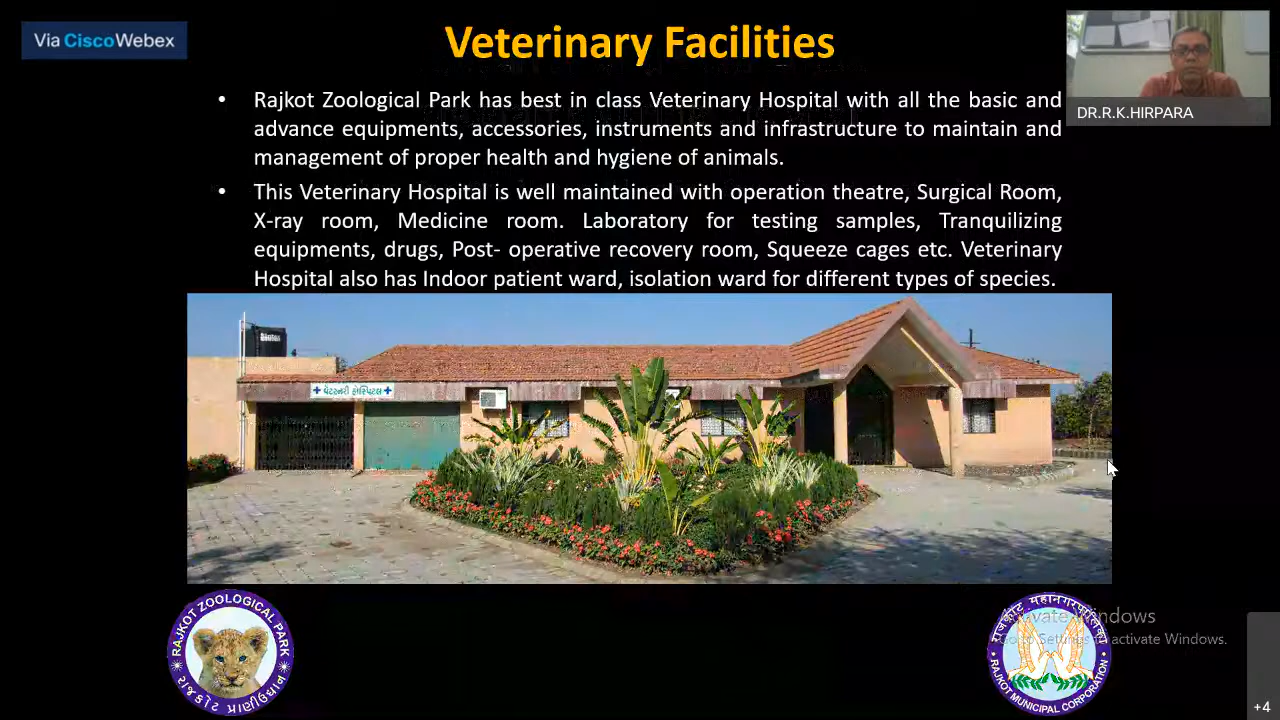 Via CiscoWebex
Veterinary Facilities
DR.R.K.HIRPARA
• Rajkot Zoological Park has best in class Veterinary Hospital with all the basic and
advance equipments, accessories, instruments and infrastructure to maintain and
management of proper health and hygiene of animals.
• This Veterinary Hospital is well maintained with operation theatre, Surgical Room,
X-ray room, Medicine room. Laboratory for testing samples, Tranquilizing
equipments, drugs, Post- operative recovery room, Squeeze cages etc. Veterinary
Hospital also has Indoor patient ward, isolation ward for different types of species.
વેટરનરી હોસ્પિટલ
RAJKOT ZOOLOGICAL PARK
રાજકોટ પ્રાણીઉદ્યાન
राजकोट महानगरपालिका
RAJKOT MUNICIPAL CORPORATION
Activate Windows
Go to Settings to activate Windows.
+4